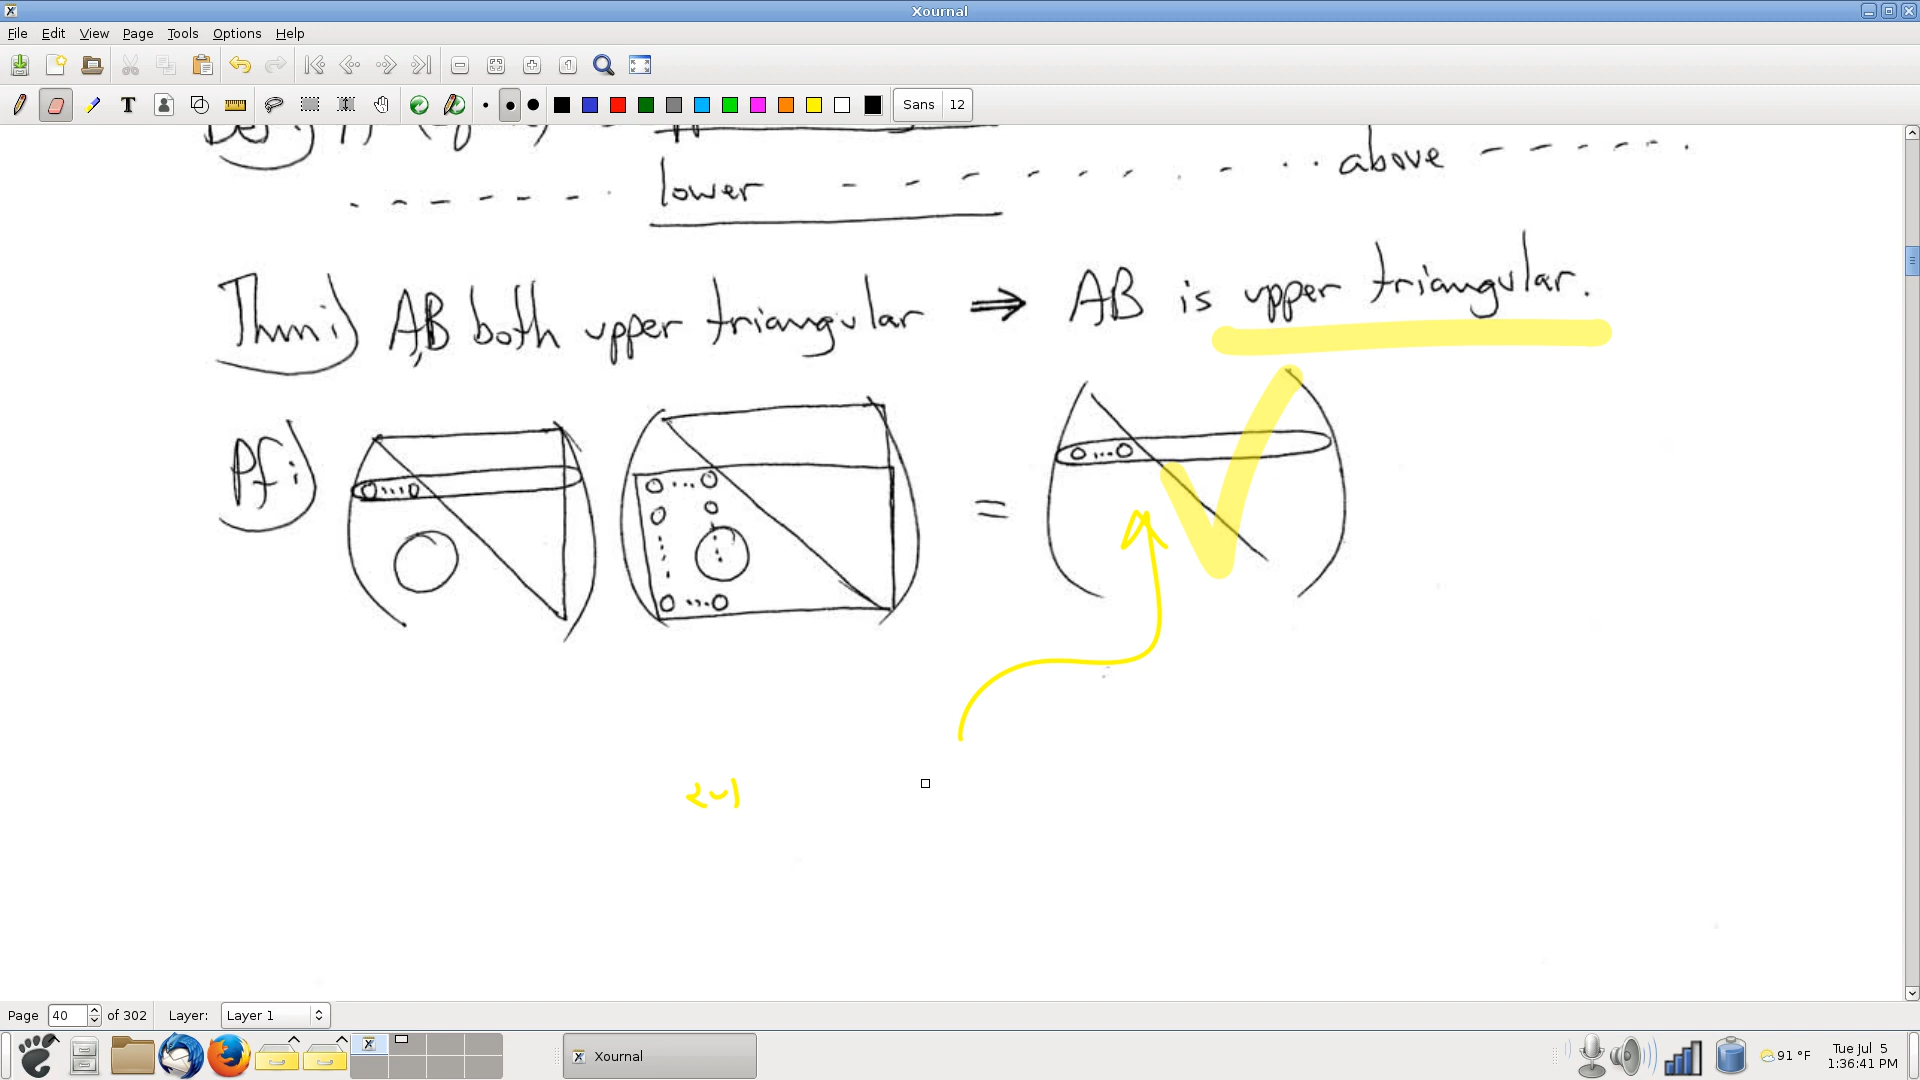 Xournal
File Edit View Page Tools Options Help
Sans 12
lower - - - - - - - - - above - - - - - -
Thm:) A,B both upper triangular ⇒ AB is upper triangular.
Pf:)
0...0 0...0 = 0...0
0 0
0...0
Page 40 of 302 Layer: Layer 1
Xournal
91 °F
Tue Jul 5
1:36:41 PM